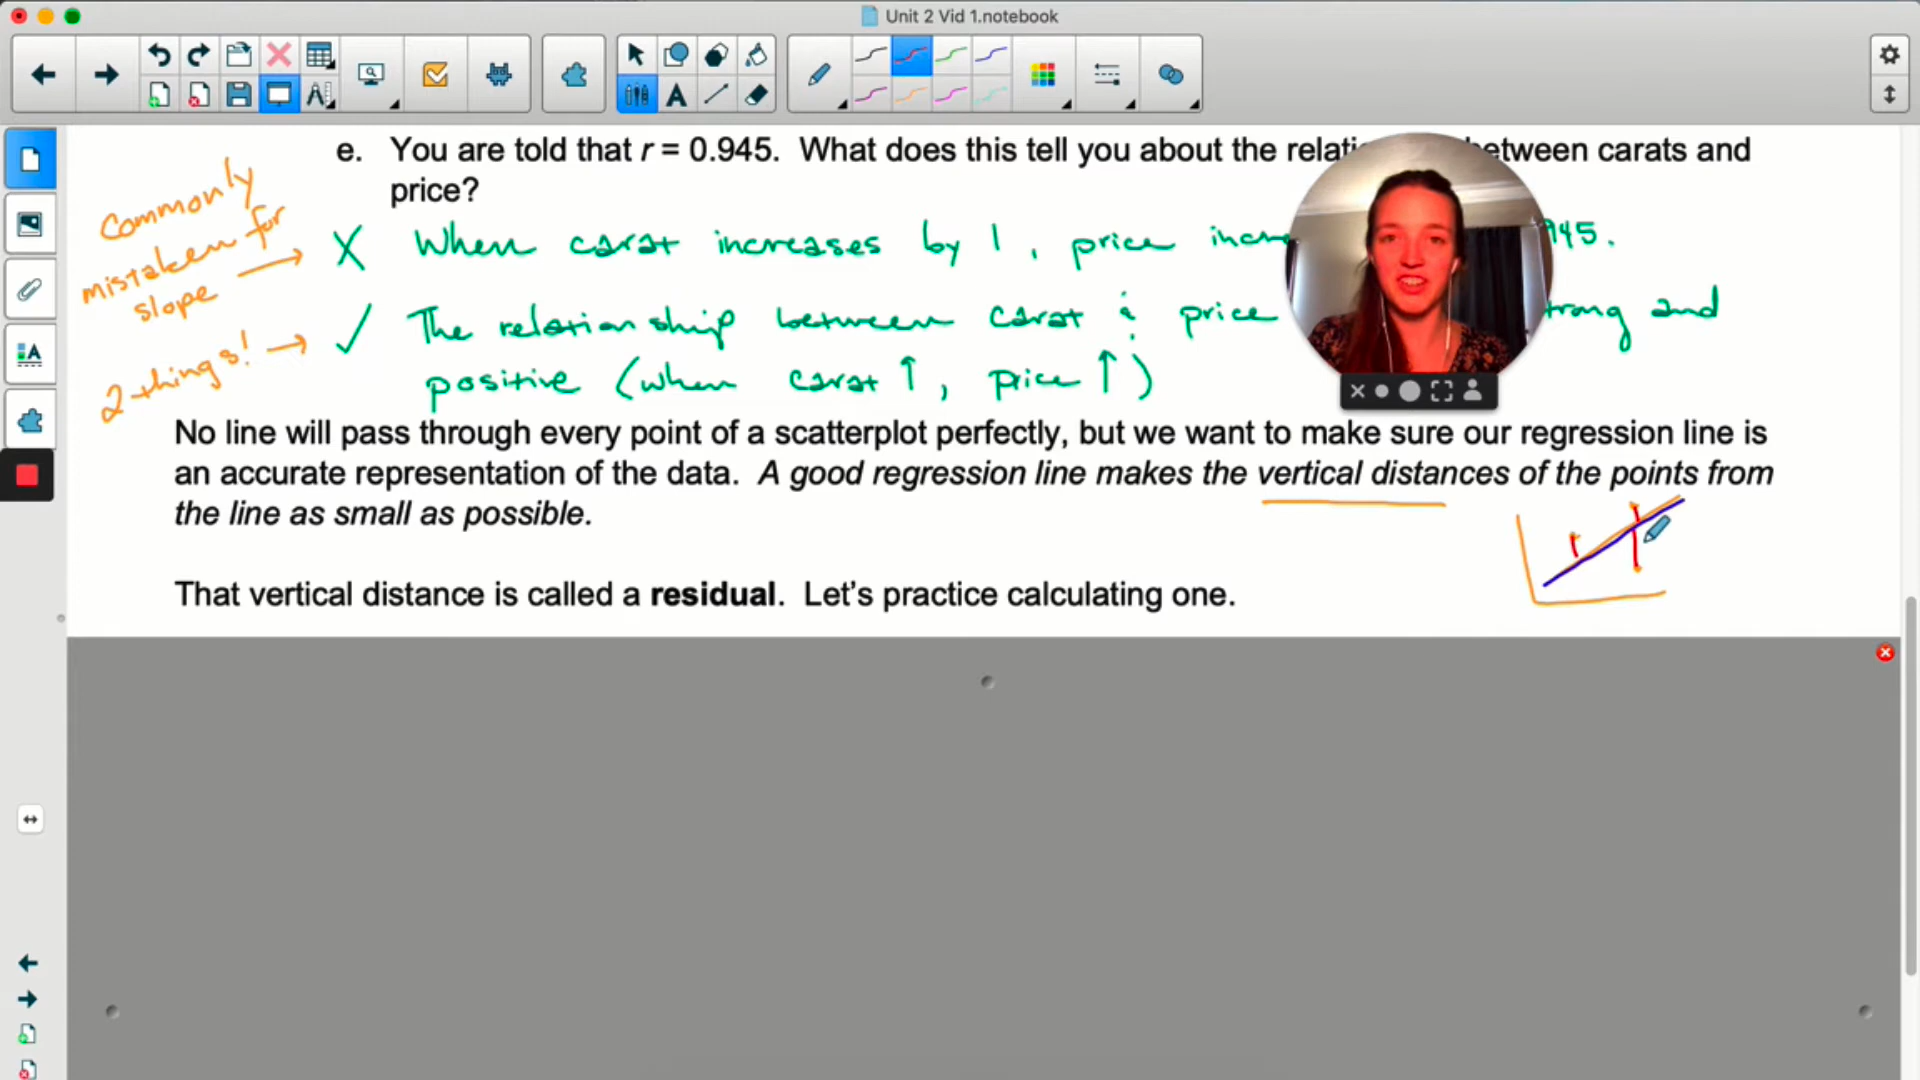 Unit 2 Vid 1.notebook
e. You are told that r = 0.945. What does this tell you about the etween carats and
price?
Commonly
mistaken for
slope →
X When carat increases by 1, price 945.
2 things! →
✓ The relationship between carat & price and
positive (when carat ↑, price ↑)
No line will pass through every point of a scatterplot perfectly, but we want to make sure our regression line is
an accurate representation of the data. A good regression line makes the vertical distances of the points from
the line as small as possible.
That vertical distance is called a residual. Let's practice calculating one.